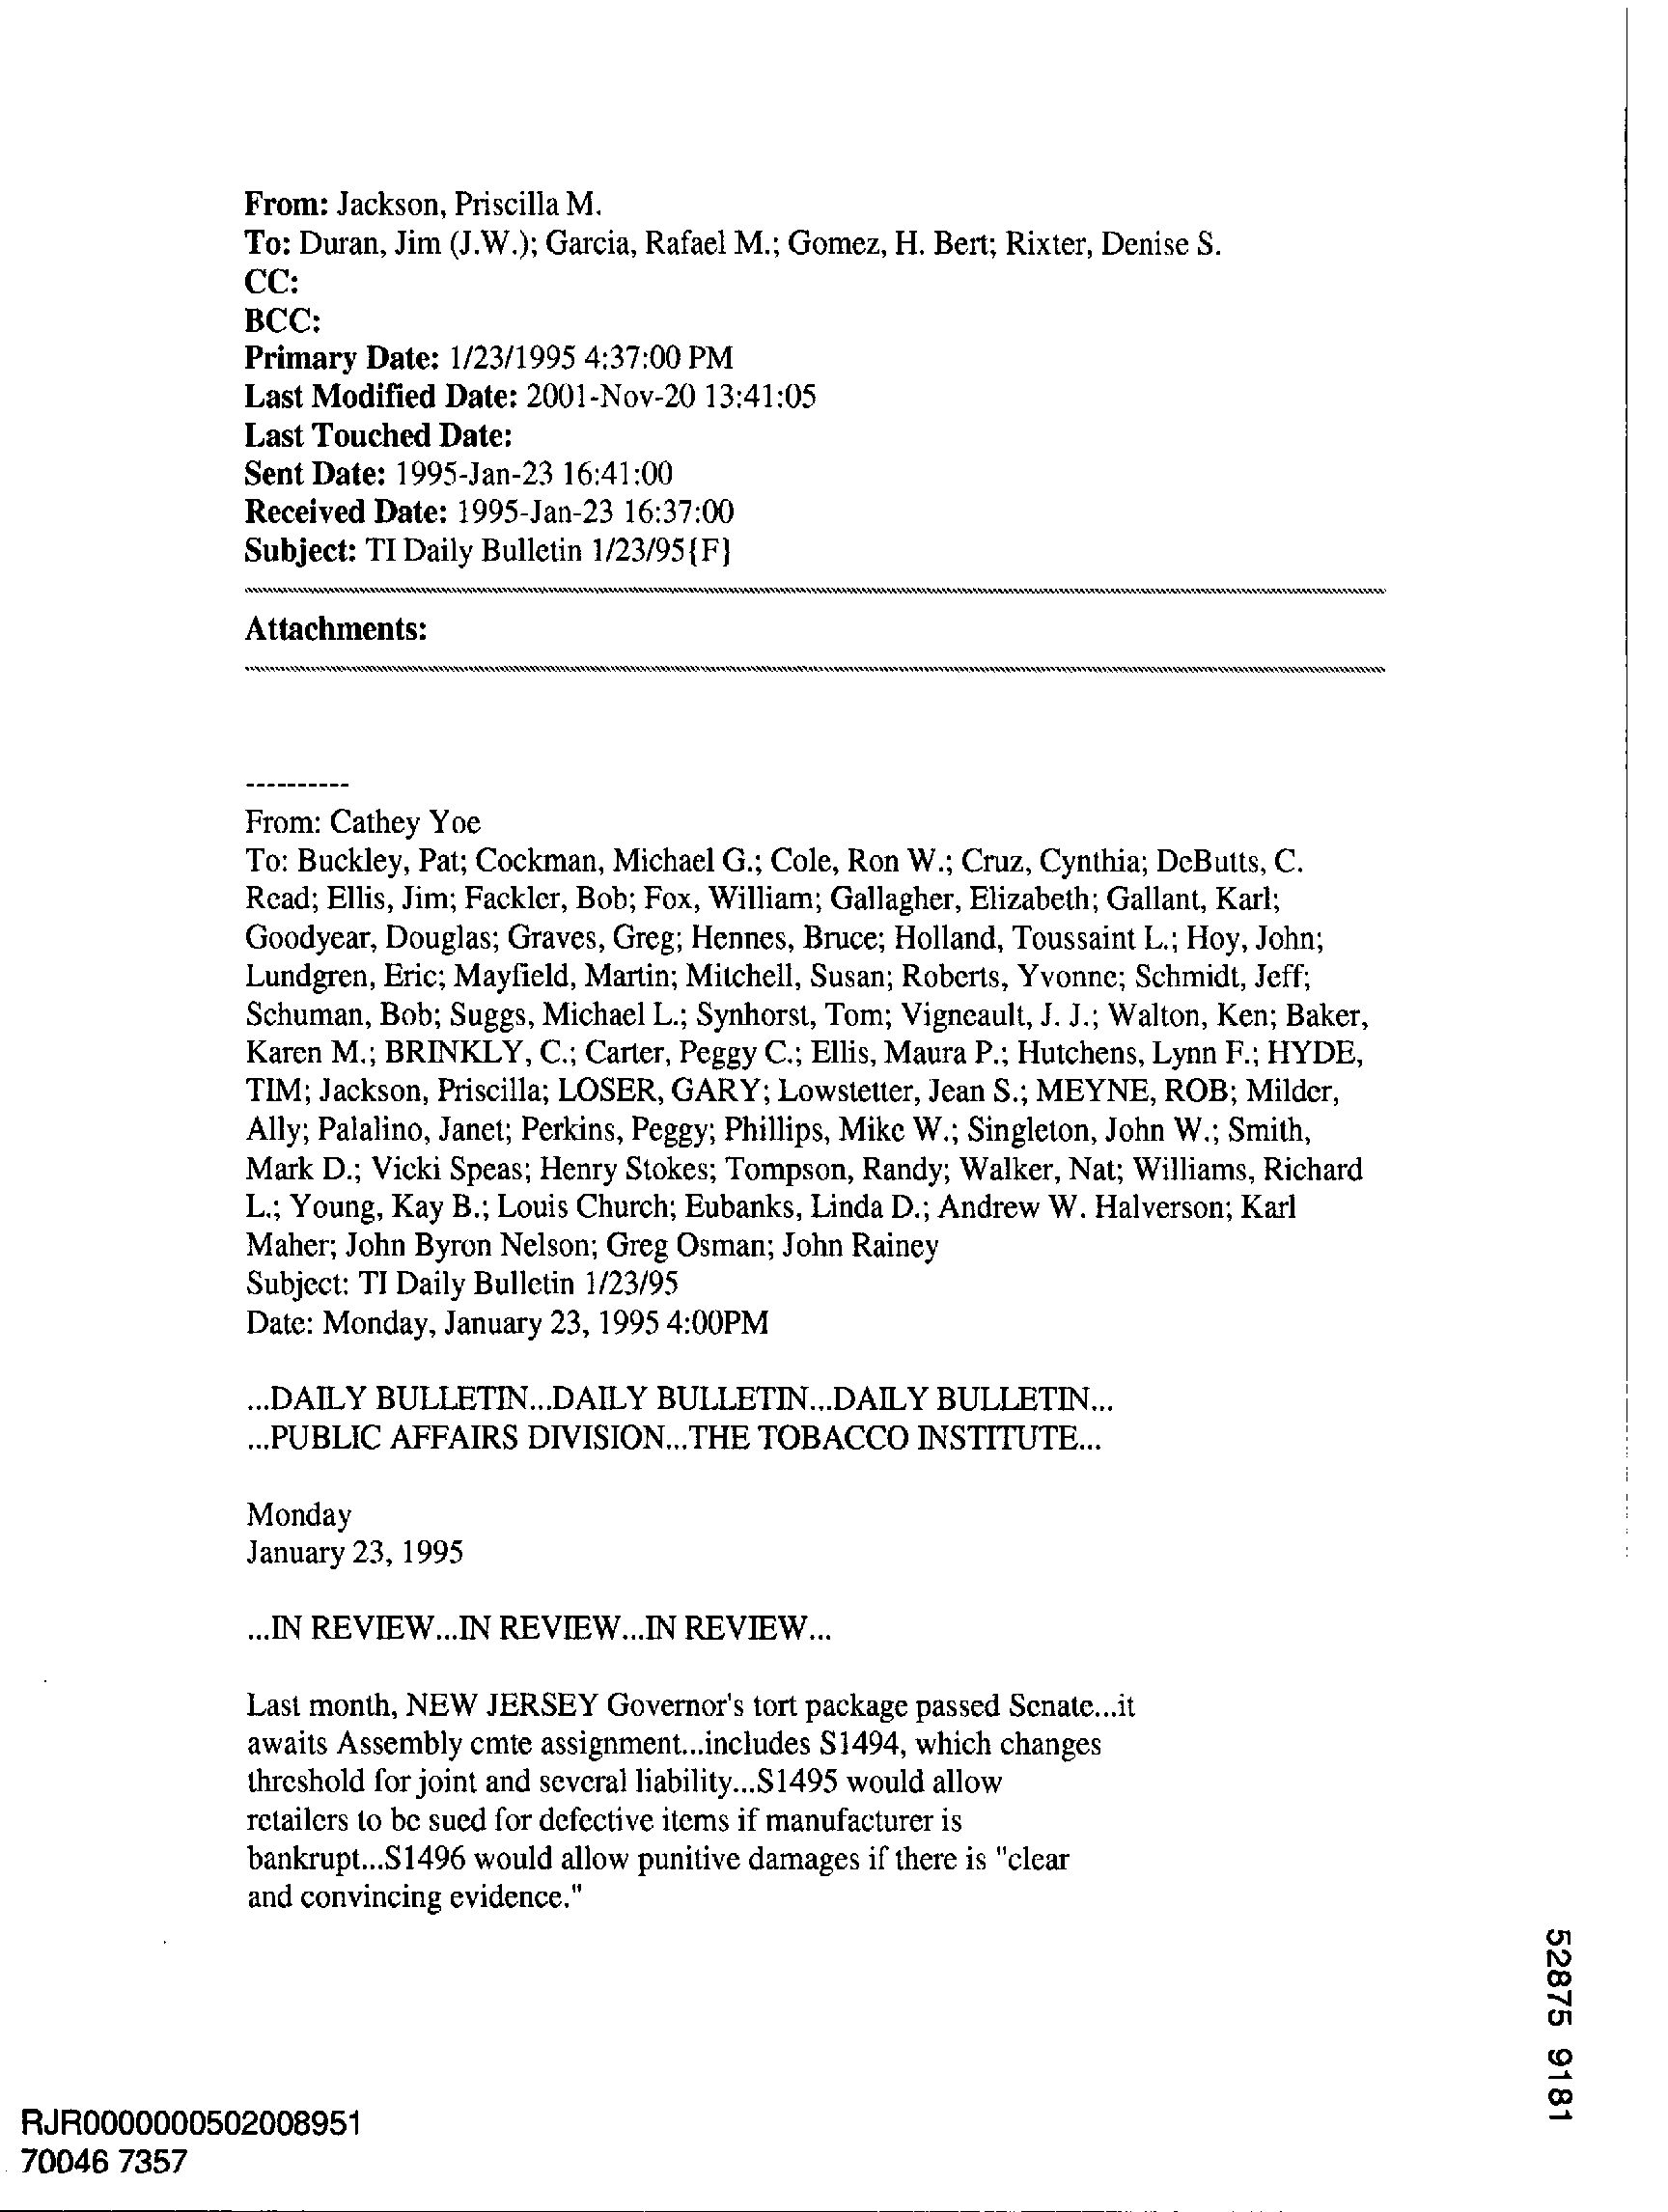 From: Jackson, Priscilla M.
To: Duran, Jim (J.W.); Garcia, Rafael M.; Gomez, H. Bert; Rixter, Denise S.
CC:
BCC:
Primary Date: 1/23/1995 4:37:00 PM
Last Modified Date: 2001-Nov-20 13:41:05
Last Touched Date:
Sent Date: 1995-Jan-23 16:41:00
Received Date: 1995-Jan-23 16:37:00
Subject: TI Daily Bulletin 1/23/95{F}
Attachments:
----------
From: Cathey Yoe
To: Buckley, Pat; Cockman, Michael G.; Cole, Ron W.; Cruz, Cynthia; DeButts, C.
Read; Ellis, Jim; Fackler, Bob; Fox, William; Gallagher, Elizabeth; Gallant, Karl;
Goodyear, Douglas; Graves, Greg; Hennes, Bruce; Holland, Toussaint L.; Hoy, John;
Lundgren, Eric; Mayfield, Martin; Mitchell, Susan; Roberts, Yvonne; Schmidt, Jeff;
Schuman, Bob; Suggs, Michael L.; Synhorst, Tom; Vigneault, J. J.; Walton, Ken; Baker,
Karen M.; BRINKLY, C.; Carter, Peggy C.; Ellis, Maura P.; Hutchens, Lynn F.; HYDE,
TIM; Jackson, Priscilla; LOSER, GARY; Lowstetter, Jean S.; MEYNE, ROB; Milder,
Ally; Palalino, Janet; Perkins, Peggy; Phillips, Mike W.; Singleton, John W.; Smith,
Mark D.; Vicki Speas; Henry Stokes; Tompson, Randy; Walker, Nat; Williams, Richard
L.; Young, Kay B.; Louis Church; Eubanks, Linda D.; Andrew W. Halverson; Karl
Maher; John Byron Nelson; Greg Osman; John Rainey
Subject: TI Daily Bulletin 1/23/95
Date: Monday, January 23, 1995 4:00PM
...DAILY BULLETIN...DAILY BULLETIN...DAILY BULLETIN...
...PUBLIC AFFAIRS DIVISION...THE TOBACCO INSTITUTE...
Monday
January 23, 1995
...IN REVIEW...IN REVIEW...IN REVIEW...
Last month, NEW JERSEY Governor's tort package passed Senate...it
awaits Assembly cmte assignment...includes S1494, which changes
threshold for joint and several liability...S1495 would allow
retailers to be sued for defective items if manufacturer is
bankrupt...S1496 would allow punitive damages if there is "clear
and convincing evidence."
52875 9181
RJR0000000502008951
70046 7357